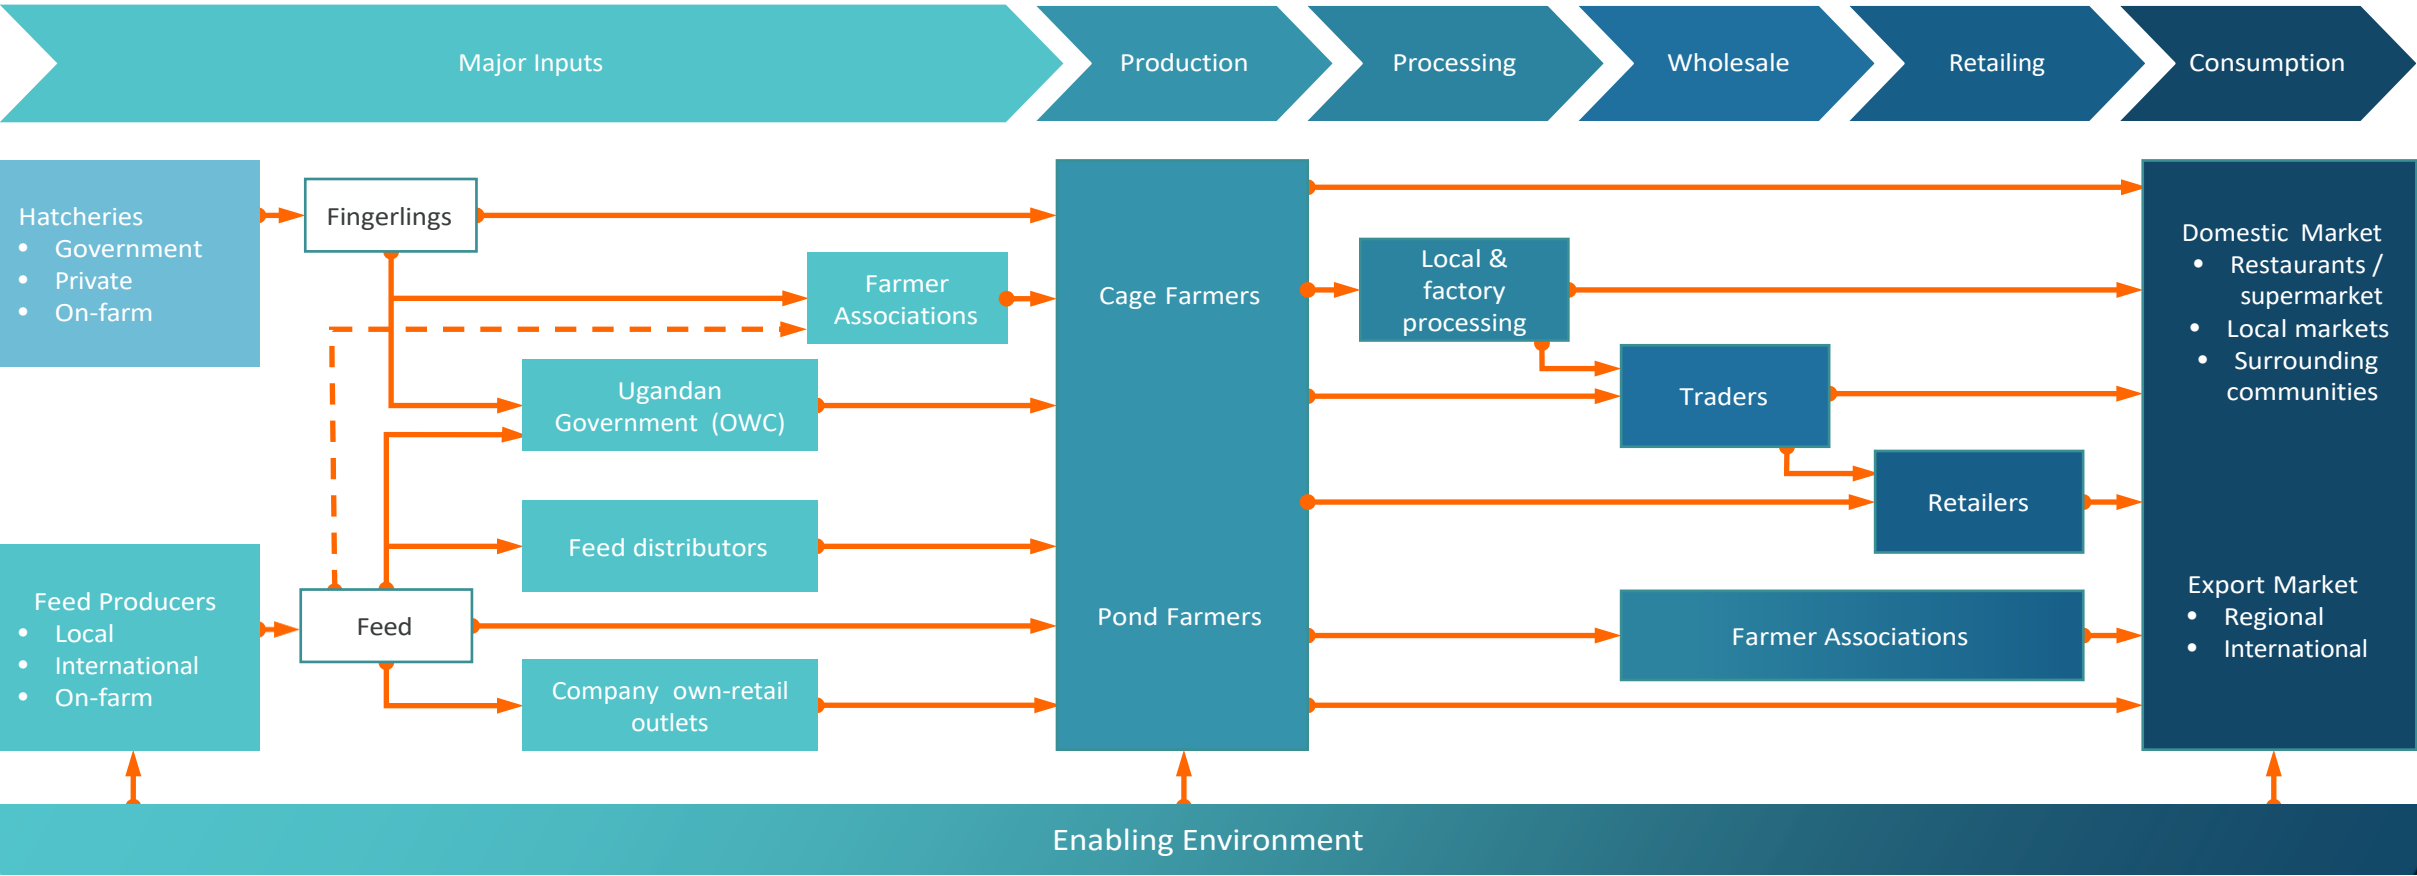 Major Inputs
Production
Processing
Wholesale
Retailing
Consumption
Hatcheries
• Government
• Private
• On-farm
Fingerlings
Farmer
Associations
Ugandan
Government (OWC)
Feed distributors
Feed Producers
• Local
• International
• On-farm
Feed
Company own-retail
outlets
Cage Farmers
Pond Farmers
Local &
factory
processing
Traders
Retailers
Farmer Associations
Domestic Market
• Restaurants /
supermarket
• Local markets
• Surrounding
communities
Export Market
• Regional
• International
Enabling Environment